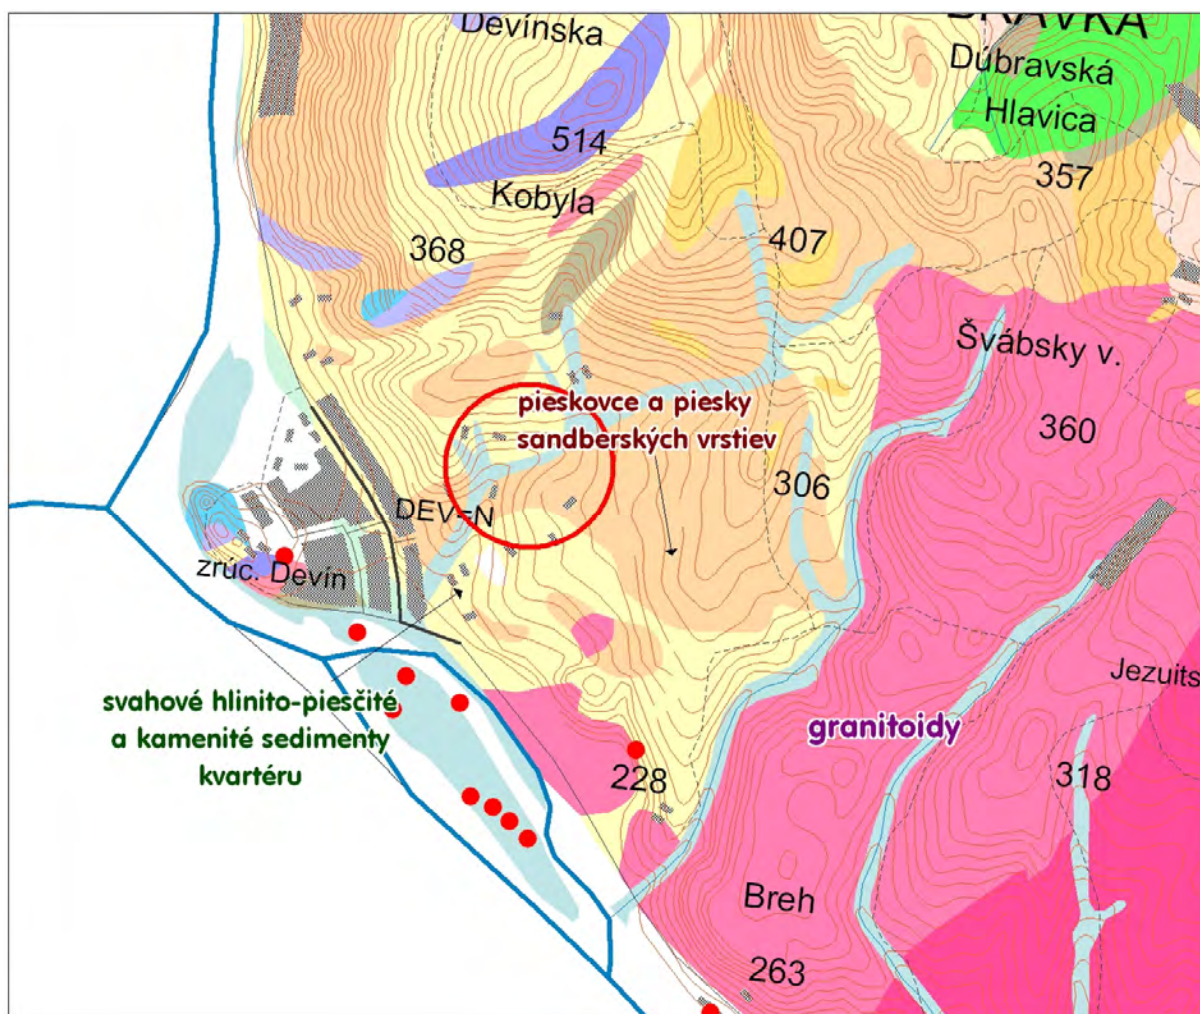 Devínska
Dúbravská
Hlavica
514
357
Kobyla
368
407
Švábsky v.
pieskovce a piesky
sandberských vrstiev
360
306
DEV=N
zrúc. Devín
svahové hlinito-piesčité
a kamenité sedimenty
kvartéru
Jezuits
granitoidy
228
318
Breh
263